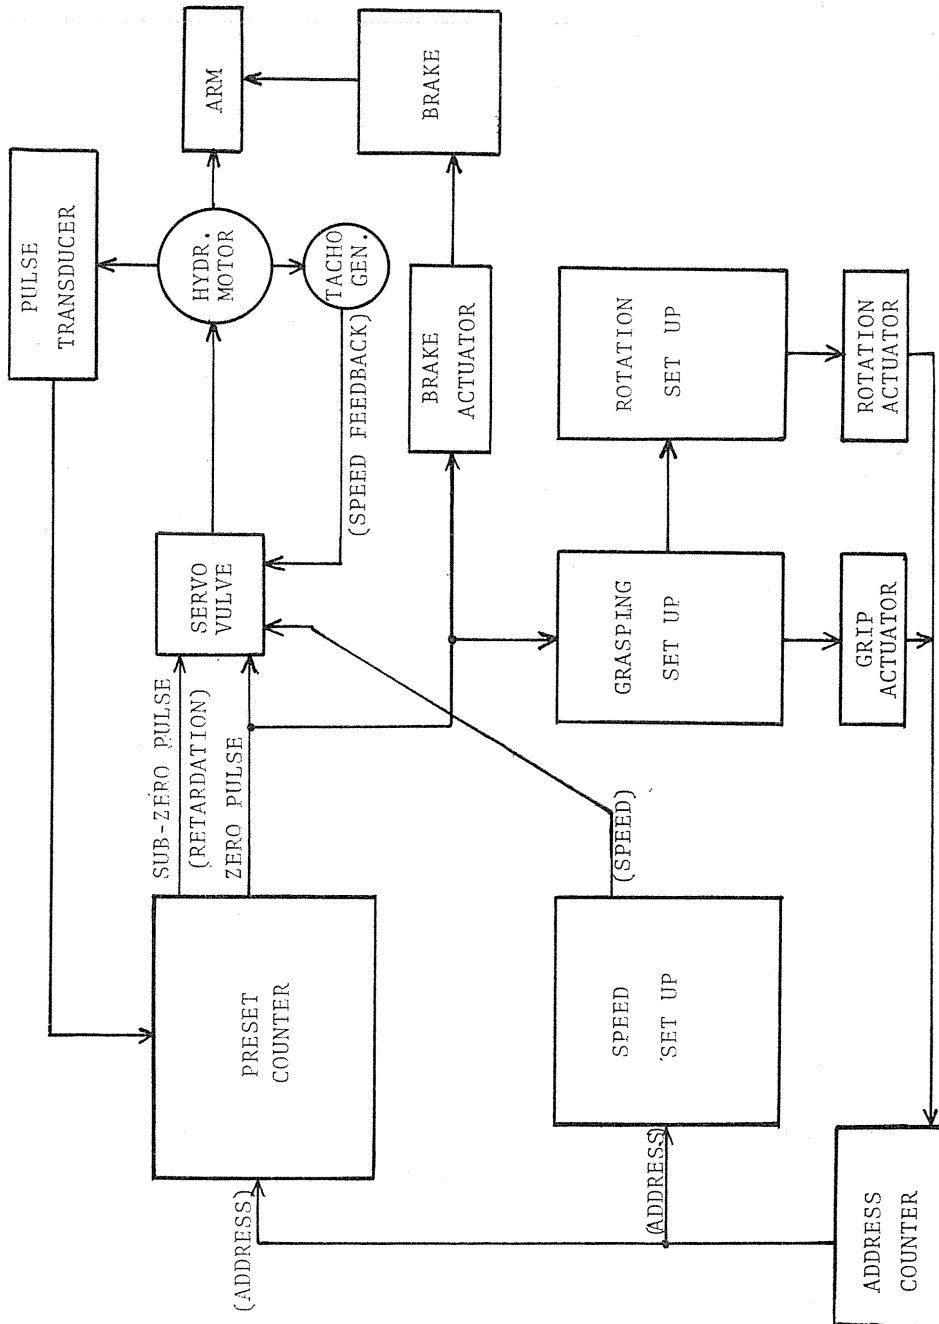 PULSE
TRANSDUCER
ARM
BRAKE
HYDR.
MOTOR
TACHO
GEN.
(SPEED FEEDBACK)
BRAKE
ACTUATOR
ROTATION
SET UP
ROTATION
ACTUATOR
SERVO
VULVE
GRASPING
SET UP
GRIP
ACTUATOR
SUB-ZERO PULSE
(RETARDATION)
ZERO PULSE
(SPEED)
PRESET
COUNTER
SPEED
SET UP
(ADDRESS)
(ADDRESS)
ADDRESS
COUNTER